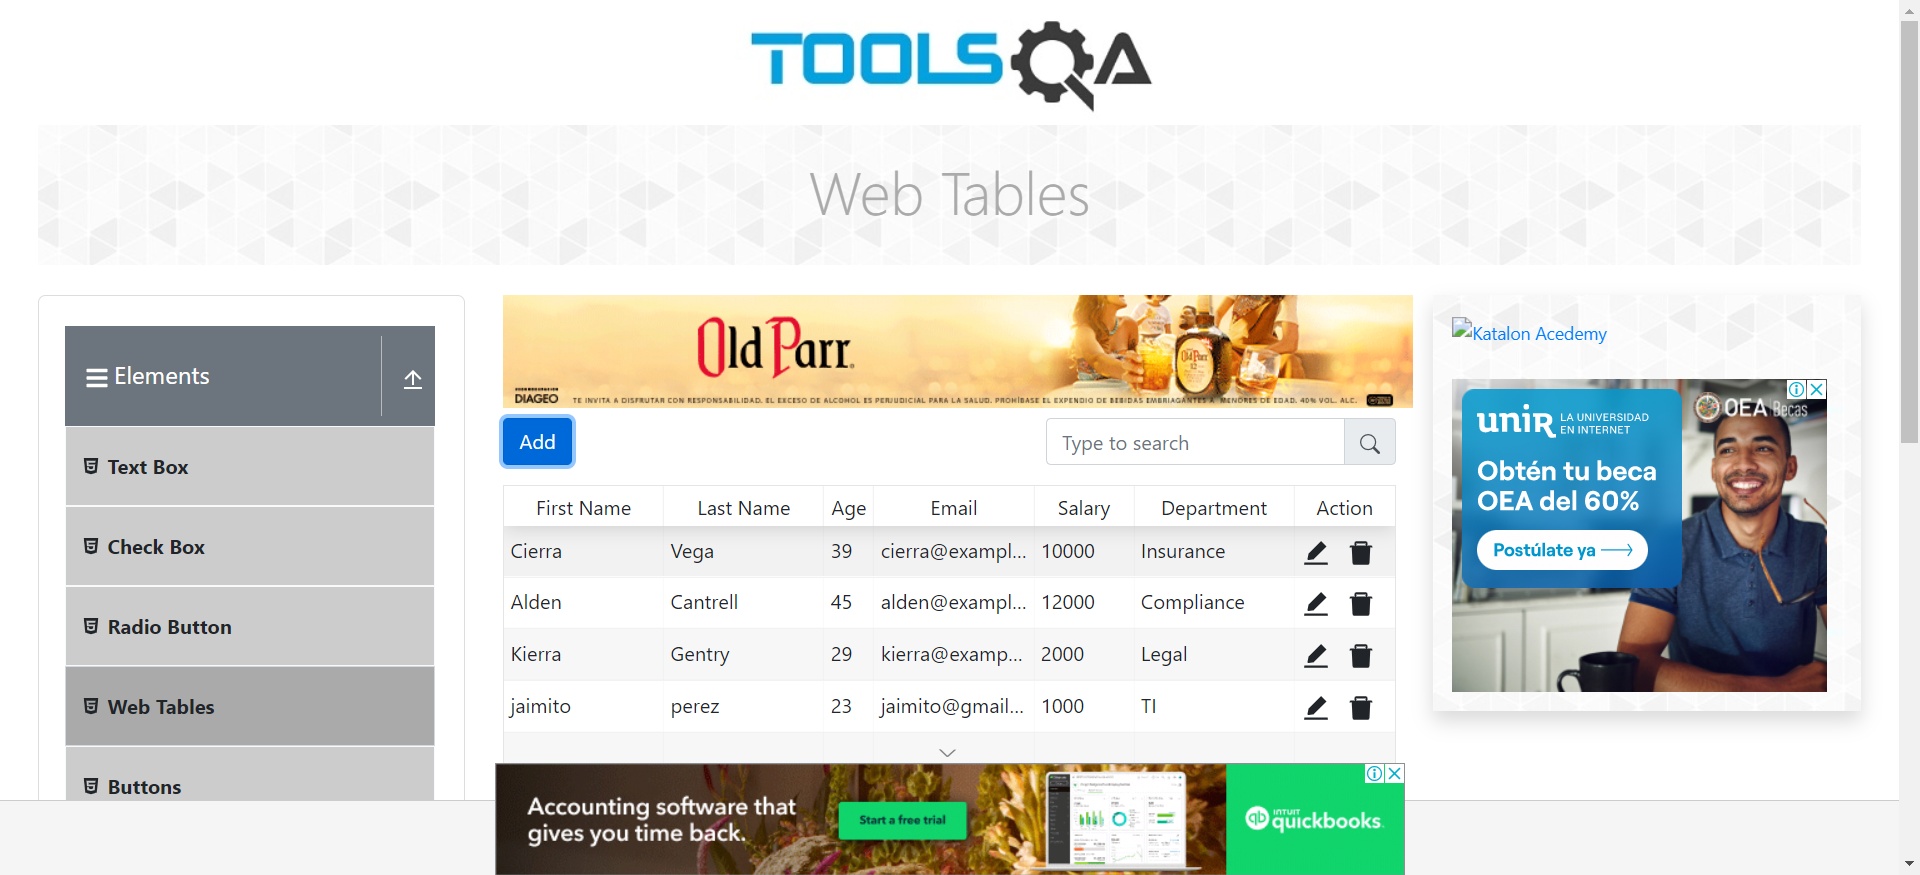 TOOLSQA
Web Tables
Elements
Text Box
Check Box
Radio Button
Web Tables
Buttons
Old Parr
DIAGEO TE INVITA A DISFRUTAR CON RESPONSABILIDAD. EL EXCESO DE ALCOHOL ES PERJUDICIAL PARA LA SALUD. PROHÍBASE EL EXPENDIO DE BEBIDAS EMBRIAGANTES A MENORES DE EDAD. 40% VOL. ALC.
Add
Type to search
First Name Last Name Age Email Salary Department Action
Cierra Vega 39 cierra@exampl... 10000 Insurance
Alden Cantrell 45 alden@exampl... 12000 Compliance
Kierra Gentry 29 kierra@examp... 2000 Legal
jaimito perez 23 jaimito@gmail... 1000 TI
Katalon Acedemy
unir LA UNIVERSIDAD
EN INTERNET
OEA Becas
Obtén tu beca
OEA del 60%
Postúlate ya
Accounting software that
gives you time back.
Start a free trial
INTUIT
quickbooks.